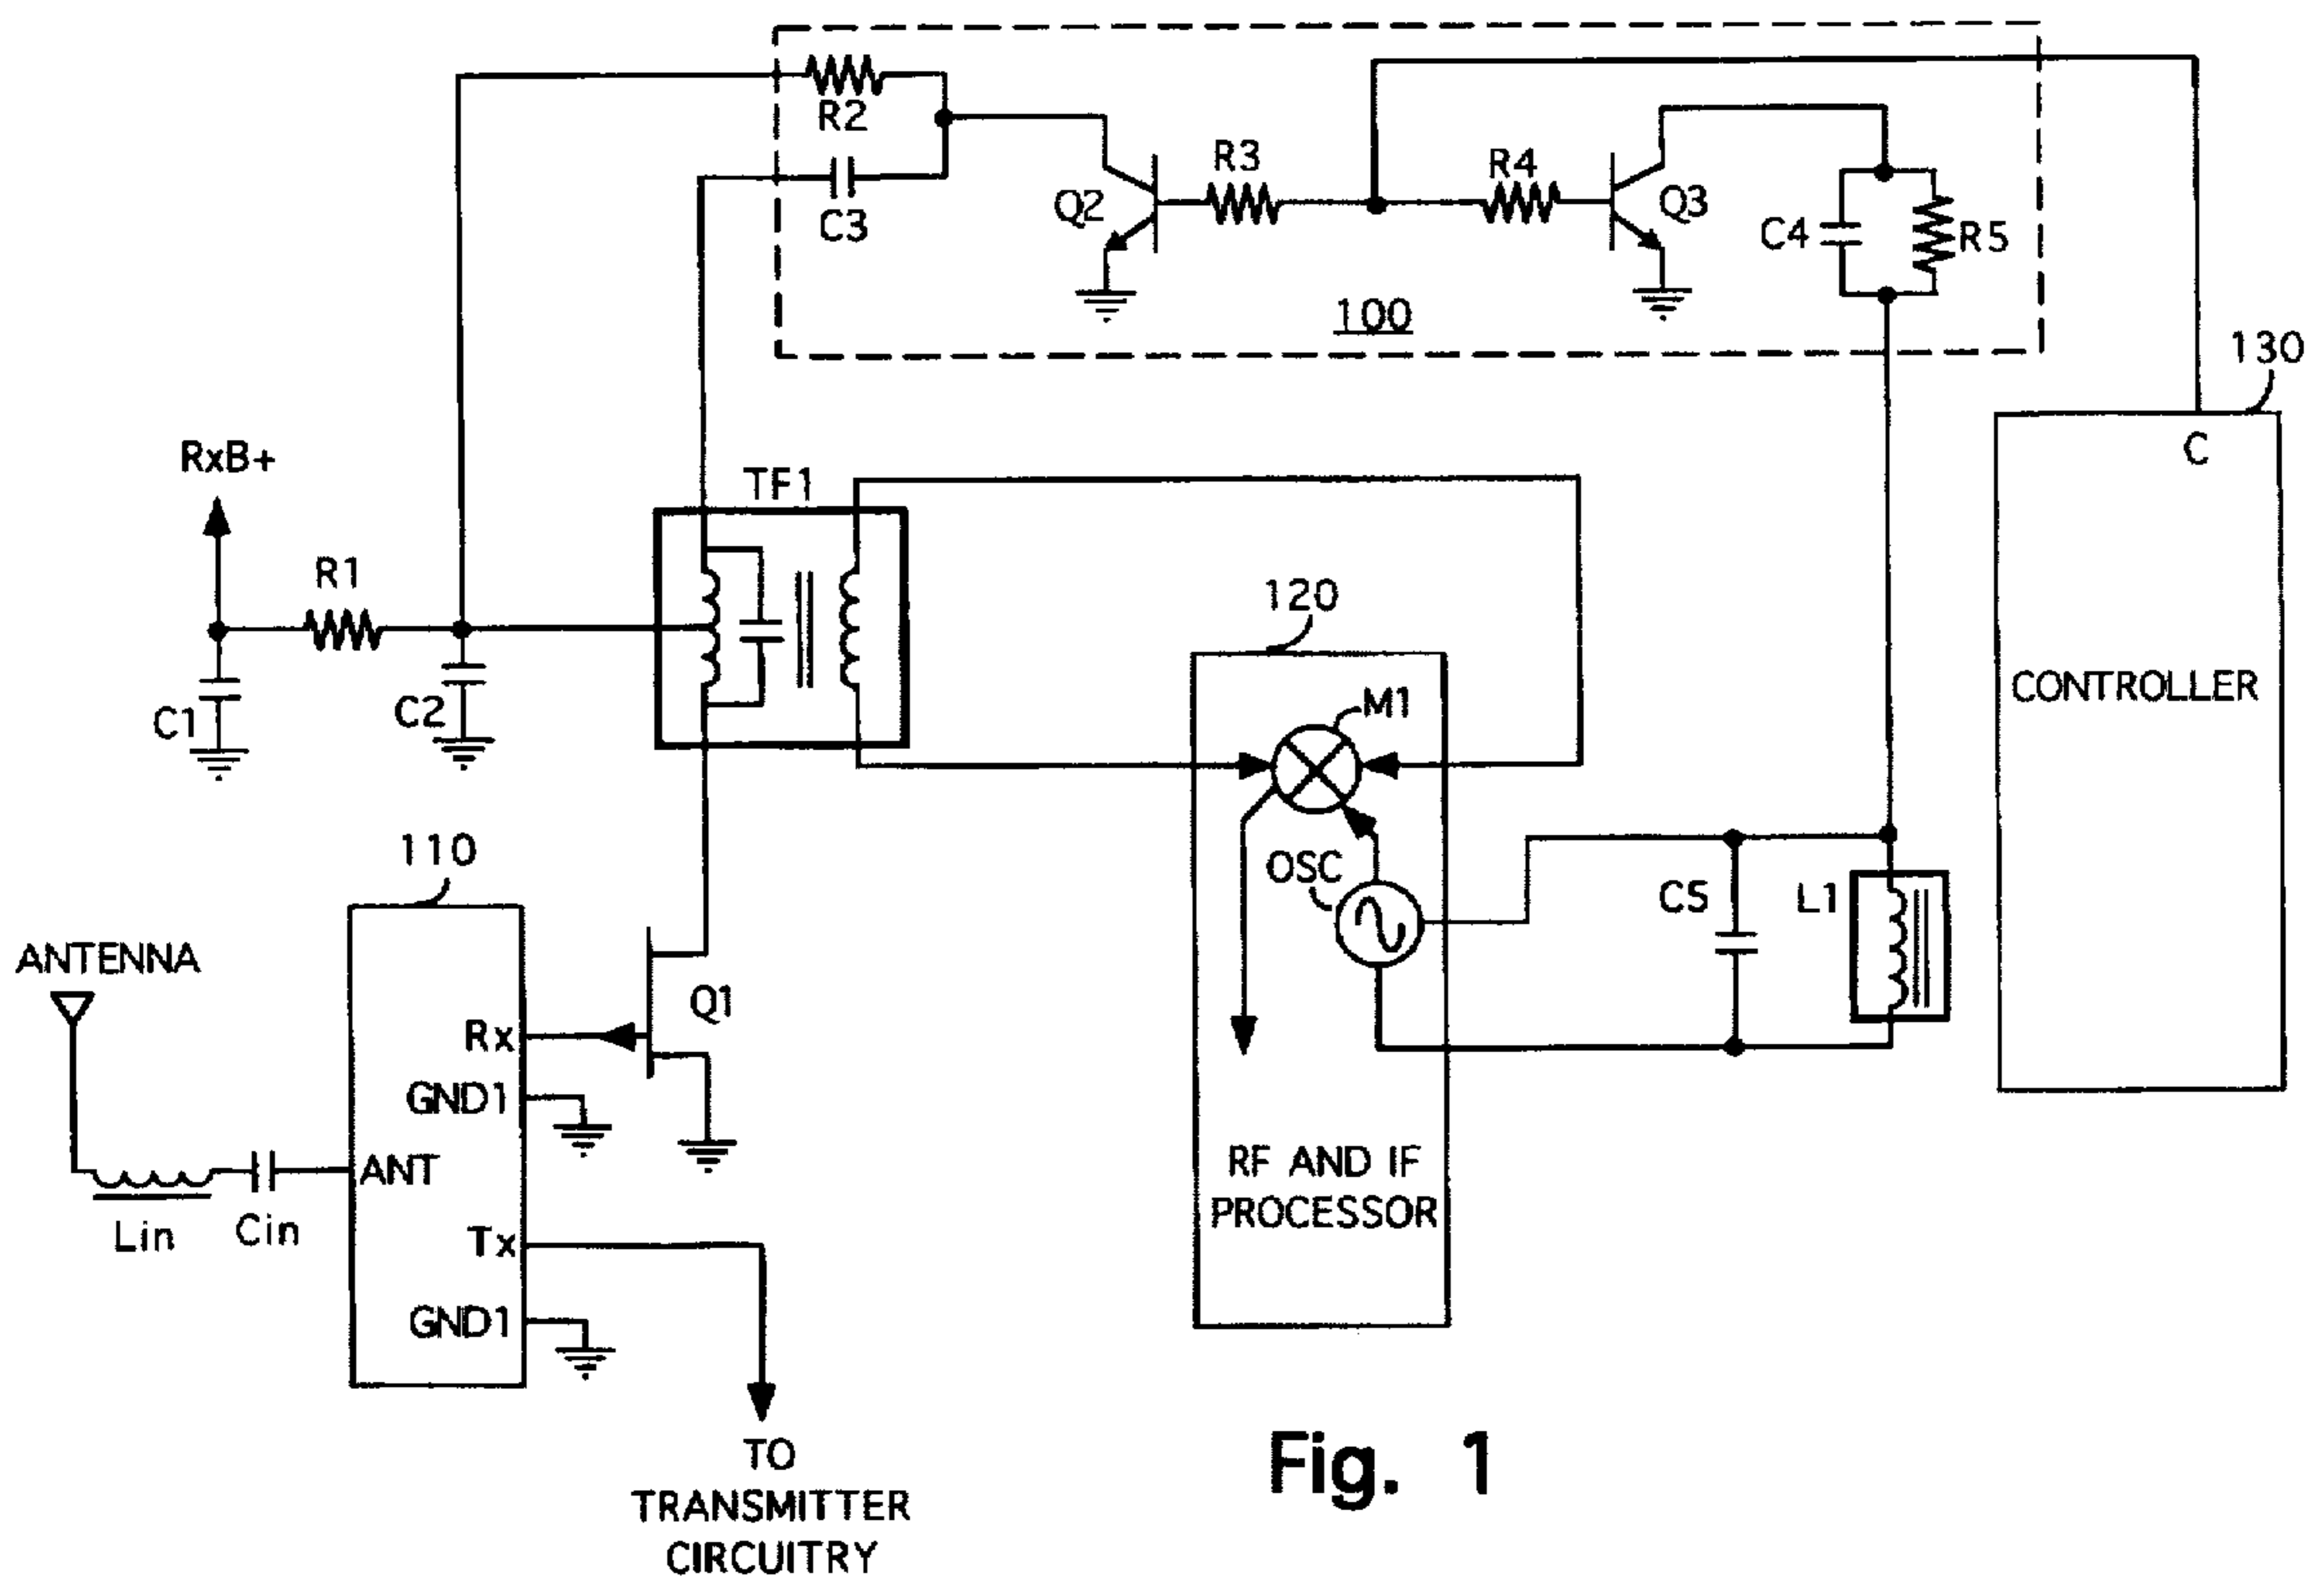 R2
C3
Q2
R3
R4
Q3
C4
R5
100
130
C
RxB+
TF1
R1
C1
C2
120
M1
OSC
C5
L1
CONTROLLER
110
ANTENNA
Rx
Q1
GND1
ANT
Lin
Cin
Tx
GND1
RF AND IF
PROCESSOR
TO
TRANSMITTER
CIRCUITRY
Fig. 1